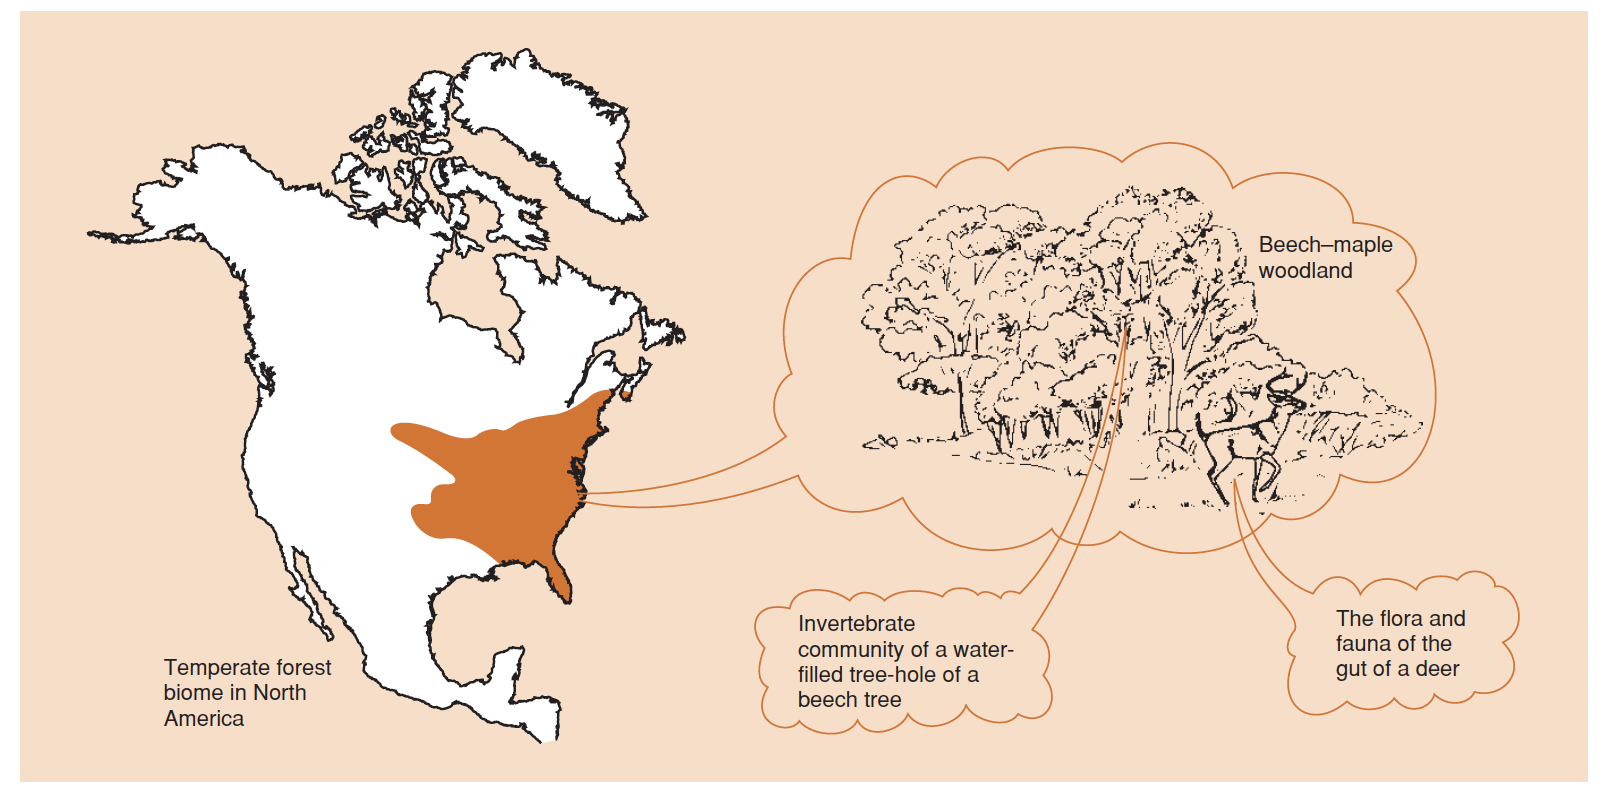 Temperate forest
biome in North
America
Beech–maple
woodland
Invertebrate
community of a water-
filled tree-hole of a
beech tree
The flora and
fauna of the
gut of a deer